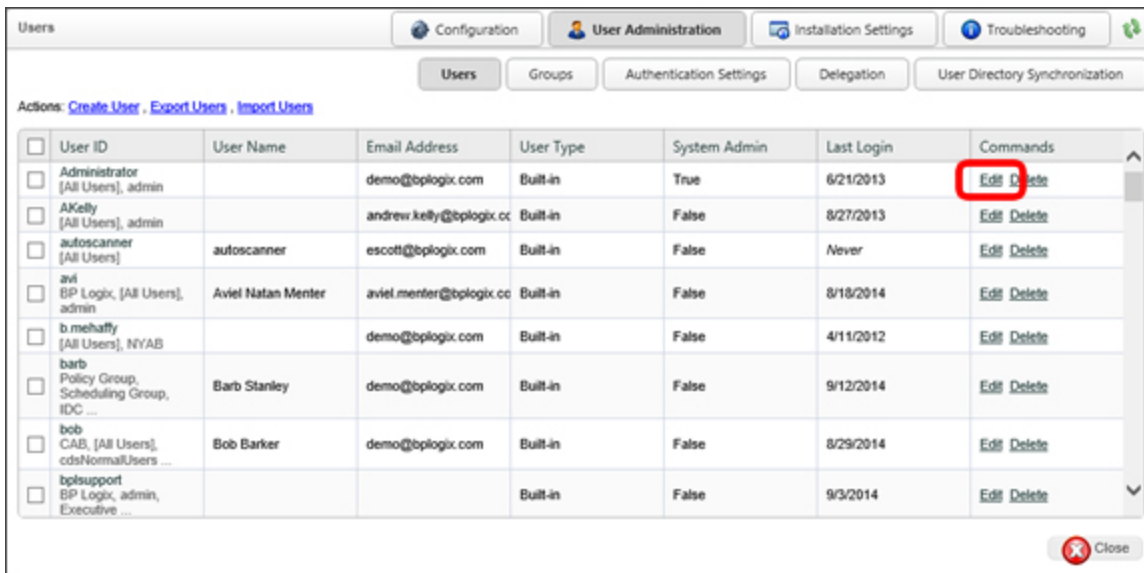 Users
Configuration
User Administration
Installation Settings
Troubleshooting
Users
Groups
Authentication Settings
Delegation
User Directory Synchronization
Actions: Create User , Export Users , Import Users
User ID User Name Email Address User Type System Admin Last Login Commands
Administrator
[All Users], admin
demo@bplogix.com Built-in True 6/21/2013 Edit Delete
AKelly
[All Users], admin
andrew.kelly@bplogix.cc Built-in False 8/27/2013 Edit Delete
autoscanner
[All Users]
autoscanner escott@bplogix.com Built-in False Never Edit Delete
avi
BP Logix, [All Users],
admin
Aviel Natan Menter aviel.menter@bplogix.cc Built-in False 8/18/2014 Edit Delete
b.mehaffy
[All Users], NYAB
demo@bplogix.com Built-in False 4/11/2012 Edit Delete
barb
Policy Group,
Scheduling Group,
IDC ...
Barb Stanley demo@bplogix.com Built-in False 9/12/2014 Edit Delete
bob
CAB, [All Users],
cdsNormalUsers ...
Bob Barker demo@bplogix.com Built-in False 8/29/2014 Edit Delete
bplsupport
BP Logix, admin,
Executive ...
Built-in False 9/3/2014 Edit Delete
Close